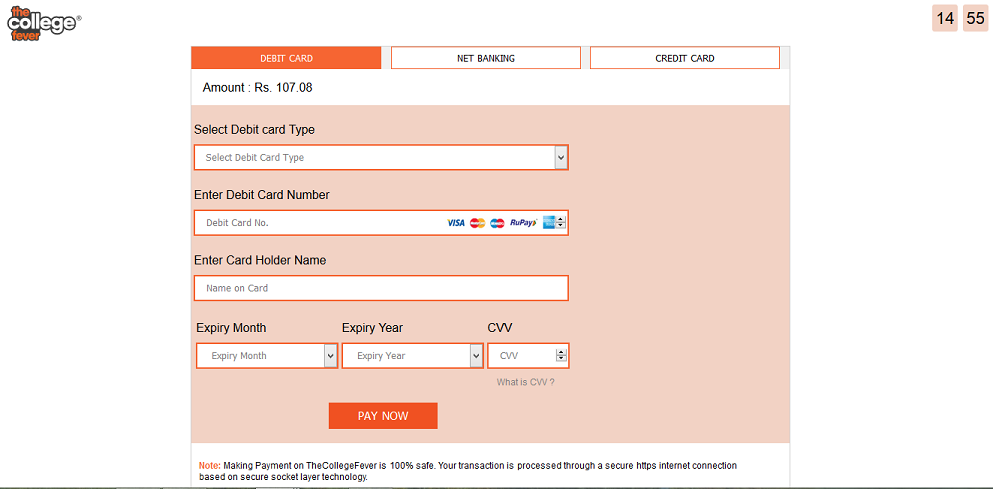 the
college®
fever
14 55
DEBIT CARD NET BANKING CREDIT CARD
Amount : Rs. 107.08
Select Debit card Type
Select Debit Card Type
Enter Debit Card Number
Debit Card No. VISA RuPay
Enter Card Holder Name
Name on Card
Expiry Month Expiry Year CVV
Expiry Month Expiry Year CVV
What is CVV ?
PAY NOW
Note: Making Payment on TheCollegeFever is 100% safe. Your transaction is processed through a secure https internet connection
based on secure socket layer technology.